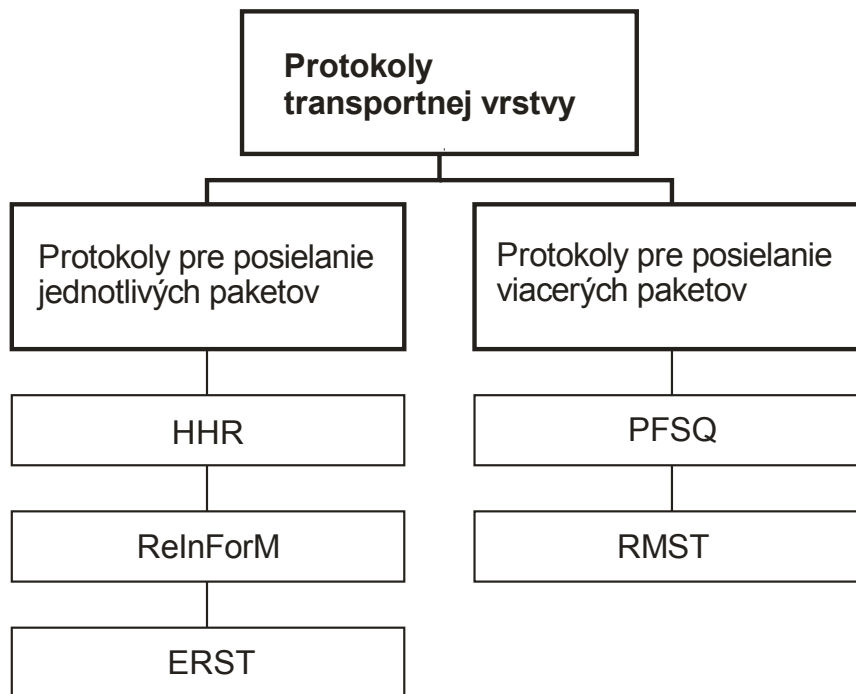 Protokoly
transportnej vrstvy
Protokoly pre posielanie
jednotlivých paketov
Protokoly pre posielanie
viacerých paketov
HHR
PFSQ
ReInForM
RMST
ERST